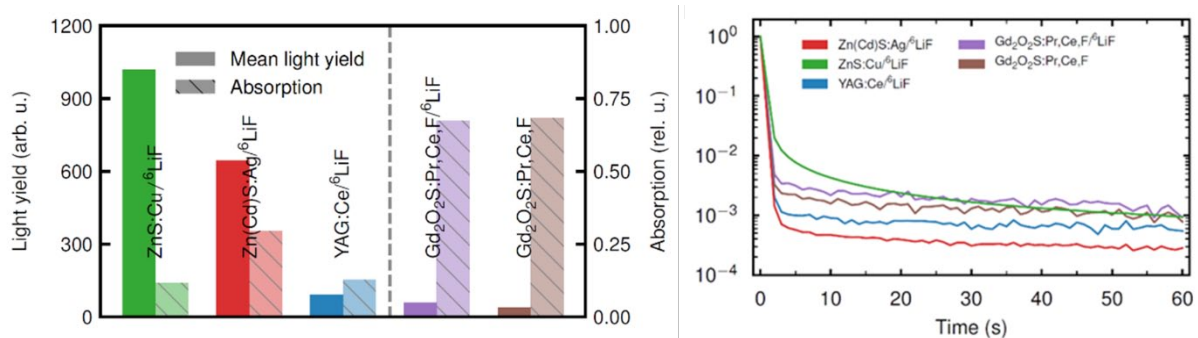 Light yield (arb. u.)
1200
900
600
300
0
Mean light yield
Absorption
ZnS:Cu/⁶LiF
Zn(Cd)S:Ag/⁶LiF
YAG:Ce/⁶LiF
Gd₂O₂S:Pr,Ce,F/⁶LiF
Gd₂O₂S:Pr,Ce,F
1.00
0.75
0.50
0.25
0.00
Absorption (rel. u.)
10⁰
10⁻¹
10⁻²
10⁻³
10⁻⁴
Zn(Cd)S:Ag/⁶LiF
ZnS:Cu/⁶LiF
YAG:Ce/⁶LiF
Gd₂O₂S:Pr,Ce,F/⁶LiF
Gd₂O₂S:Pr,Ce,F
0 10 20 30 40 50 60
Time (s)